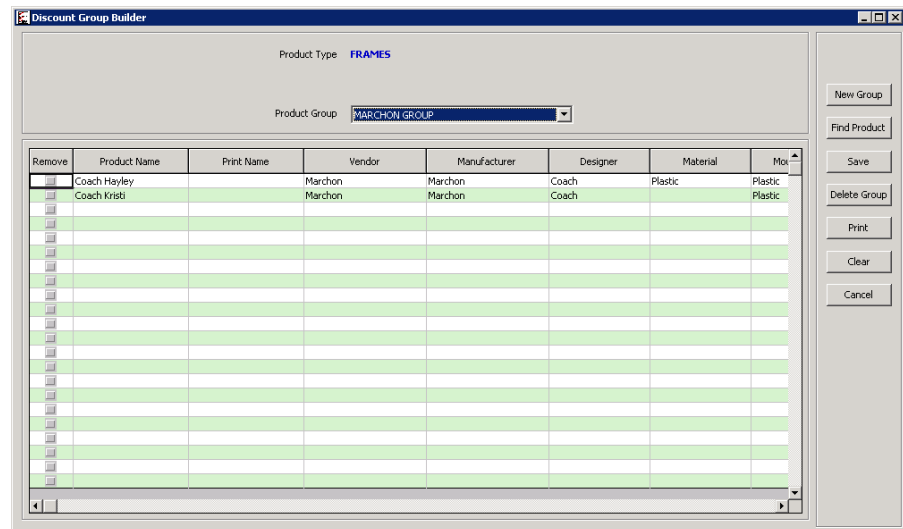 Discount Group Builder
Product Type FRAMES
Product Group MARCHON GROUP
New Group
Find Product
Save
Delete Group
Print
Clear
Cancel
Remove Product Name Print Name Vendor Manufacturer Designer Material Mou
Coach Hayley Marchon Marchon Coach Plastic Plastic
Coach Kristi Marchon Marchon Coach Plastic